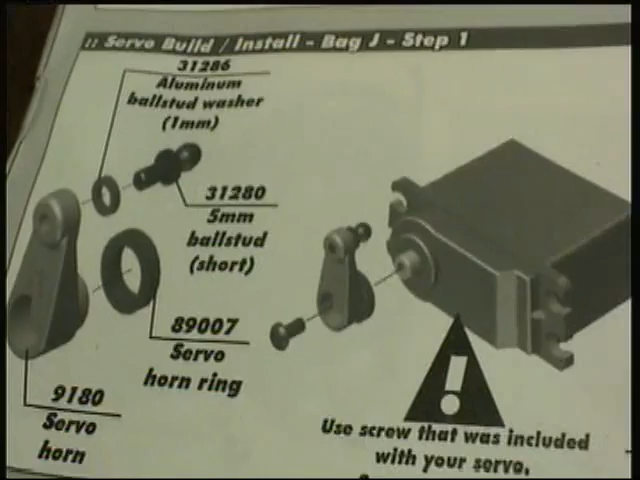 :: Servo Build / Install - Bag J - Step 1
31286
Aluminum
ballstud washer
(1mm)
31280
5mm
ballstud
(short)
89007
Servo
horn ring
9180
Servo
horn
!
Use screw that was included
with your servo.